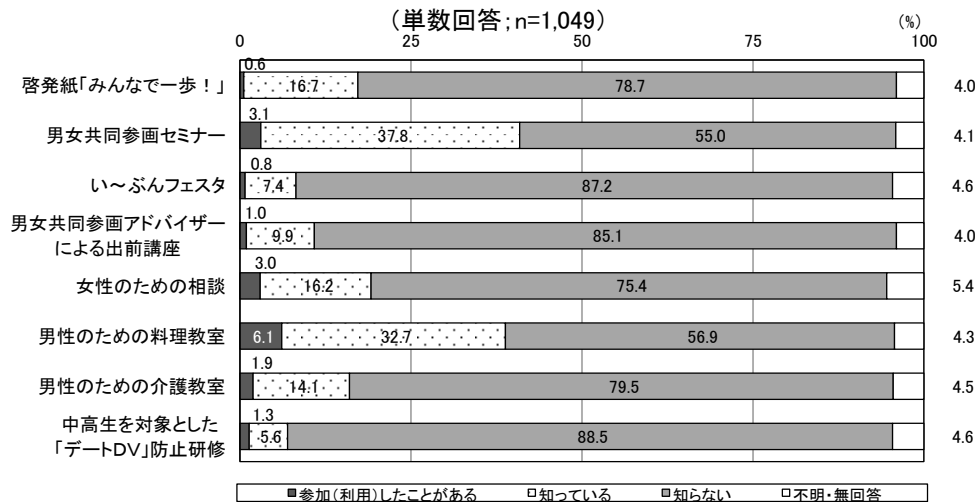 (単数回答;n=1,049)
(%)
0 25 50 75 100
0.6
啓発紙「みんなで一歩！」 16.7 78.7 4.0
3.1
男女共同参画セミナー 37.8 55.0 4.1
0.8
い～ぶんフェスタ 7.4 87.2 4.6
1.0
男女共同参画アドバイザー
による出前講座 9.9 85.1 4.0
3.0
女性のための相談 16.2 75.4 5.4
男性のための料理教室 6.1 32.7 56.9 4.3
1.9
男性のための介護教室 14.1 79.5 4.5
1.3
中高生を対象とした
「デートDV」防止研修 5.6 88.5 4.6
参加(利用)したことがある 知っている 知らない 不明・無回答